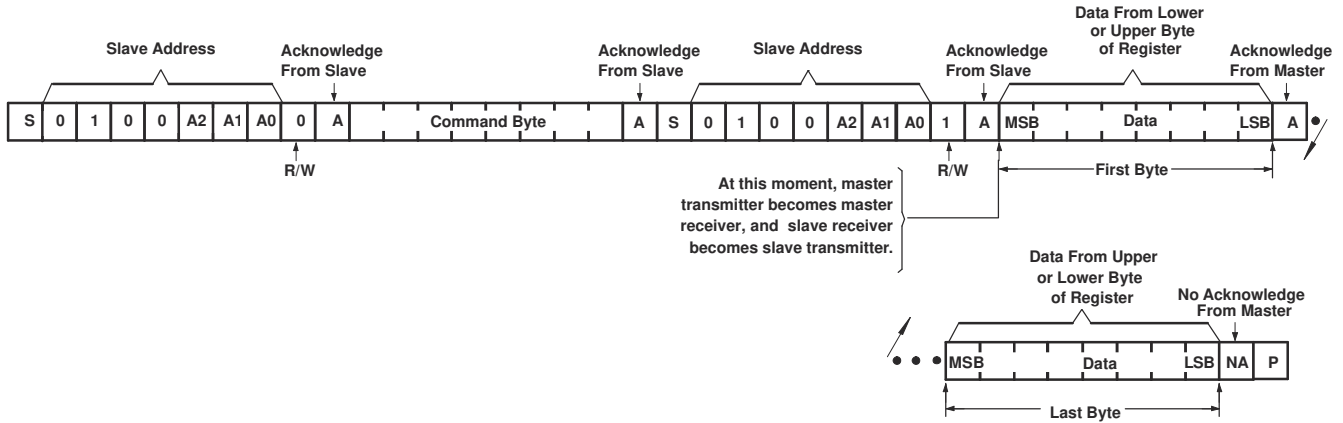 Data From Lower
or Upper Byte
of Register
Slave Address
Acknowledge
From Slave
Acknowledge
From Slave
Slave Address
Acknowledge
From Slave
Acknowledge
From Master
S 0 1 0 0 A2 A1 A0 0 A Command Byte A S 0 1 0 0 A2 A1 A0 1 A MSB Data LSB A
R/W
R/W
First Byte
At this moment, master
transmitter becomes master
receiver, and slave receiver
becomes slave transmitter.
Data From Upper
or Lower Byte
of Register
No Acknowledge
From Master
MSB Data LSB NA P
Last Byte